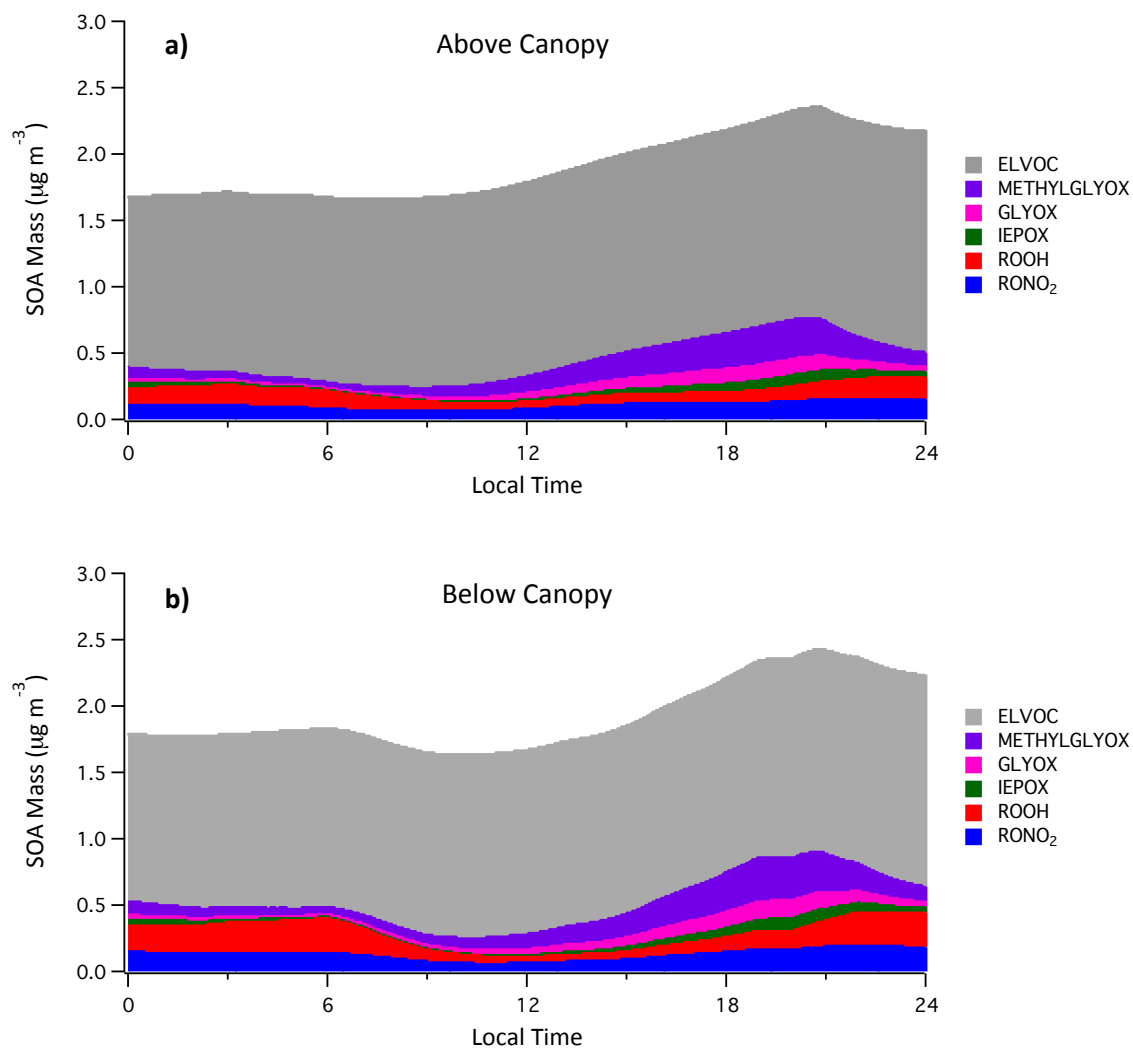 a)
Above Canopy
SOA Mass (µg m⁻³)
3.0
2.5
2.0
1.5
1.0
0.5
0.0
0
6
12
18
24
Local Time
ELVOC
METHYLGLYOX
GLYOX
IEPOX
ROOH
RONO₂
b)
Below Canopy
SOA Mass (µg m⁻³)
3.0
2.5
2.0
1.5
1.0
0.5
0.0
0
6
12
18
24
Local Time
ELVOC
METHYLGLYOX
GLYOX
IEPOX
ROOH
RONO₂